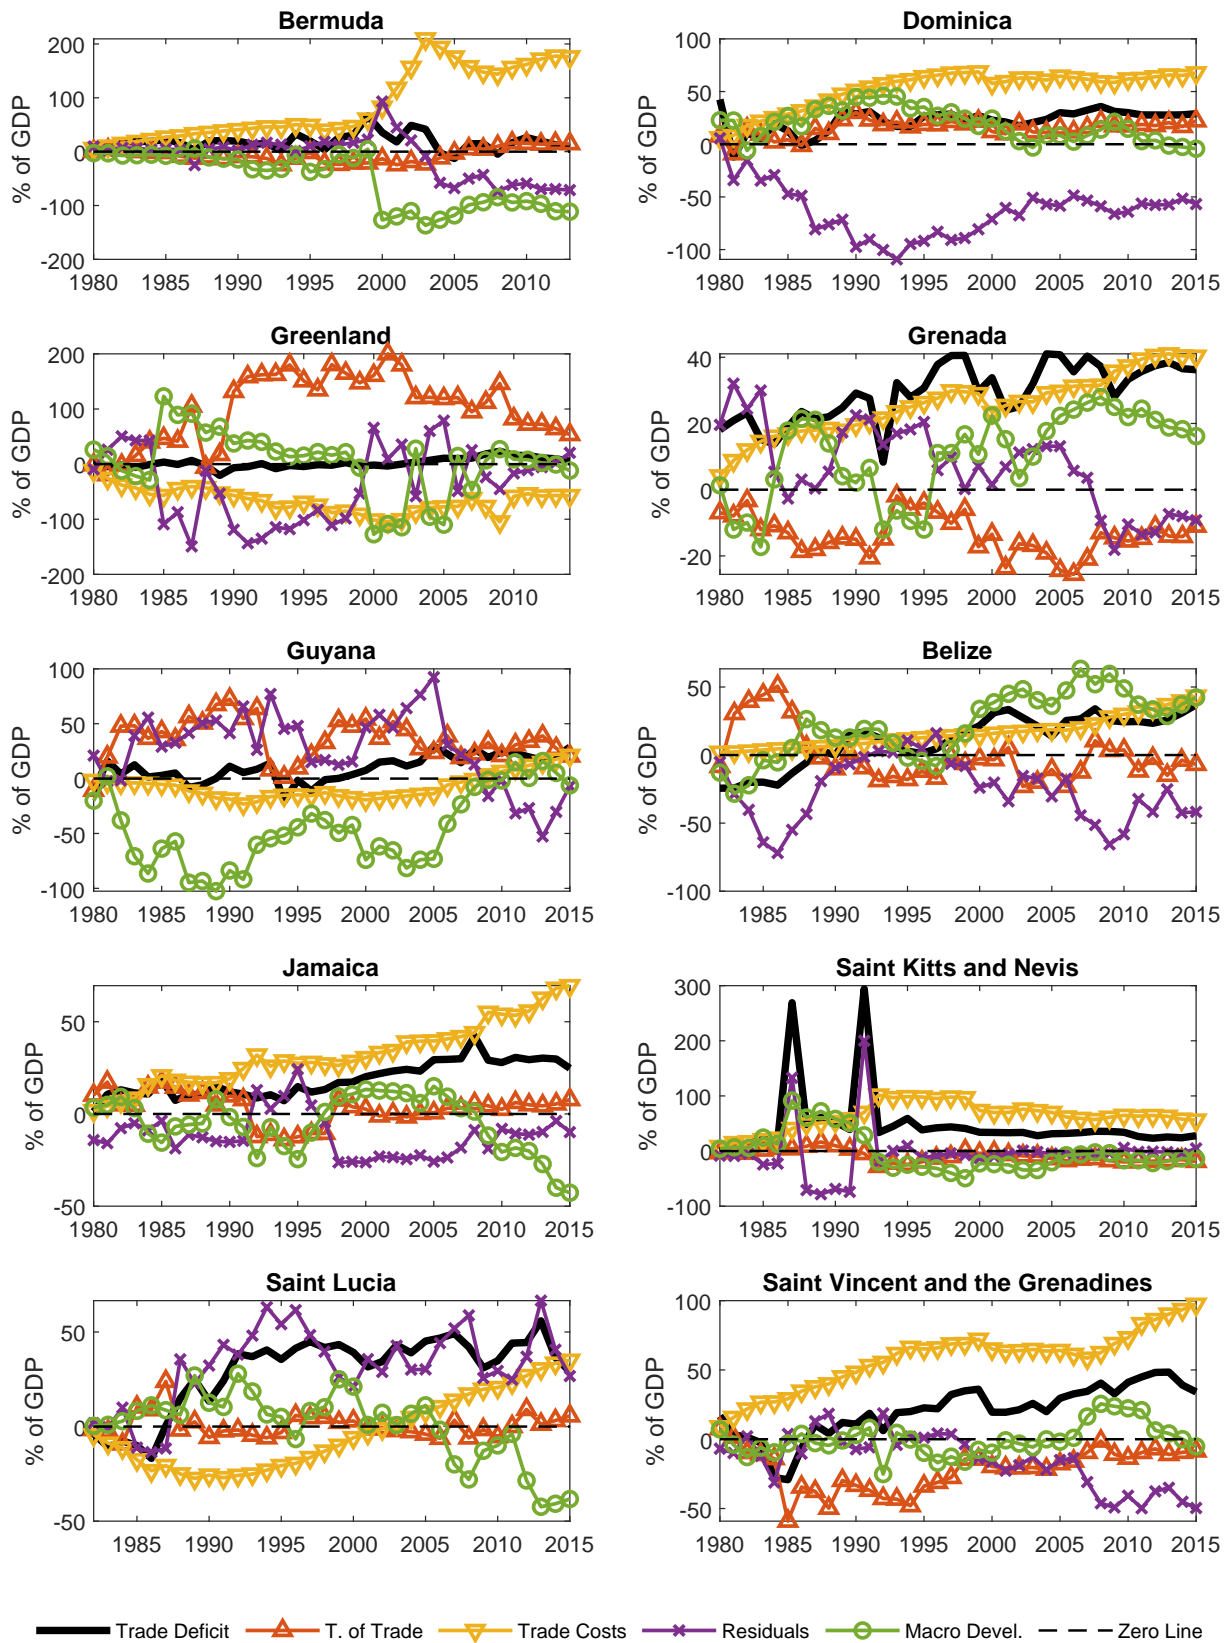 Bermuda
% of GDP
200
100
0
-100
-200
1980 1985 1990 1995 2000 2005 2010
Dominica
% of GDP
100
50
0
-50
-100
1980 1985 1990 1995 2000 2005 2010 2015
Greenland
% of GDP
200
100
0
-100
-200
1980 1985 1990 1995 2000 2005 2010
Grenada
% of GDP
40
20
0
-20
1980 1985 1990 1995 2000 2005 2010 2015
Guyana
% of GDP
100
50
0
-50
-100
1980 1985 1990 1995 2000 2005 2010 2015
Belize
% of GDP
50
0
-50
-100
1985 1990 1995 2000 2005 2010 2015
Jamaica
% of GDP
50
0
-50
1980 1985 1990 1995 2000 2005 2010 2015
Saint Kitts and Nevis
% of GDP
300
200
100
0
-100
1985 1990 1995 2000 2005 2010 2015
Saint Lucia
% of GDP
50
0
-50
1985 1990 1995 2000 2005 2010 2015
Saint Vincent and the Grenadines
% of GDP
100
50
0
-50
1980 1985 1990 1995 2000 2005 2010 2015
Trade Deficit T. of Trade Trade Costs Residuals Macro Devel. Zero Line